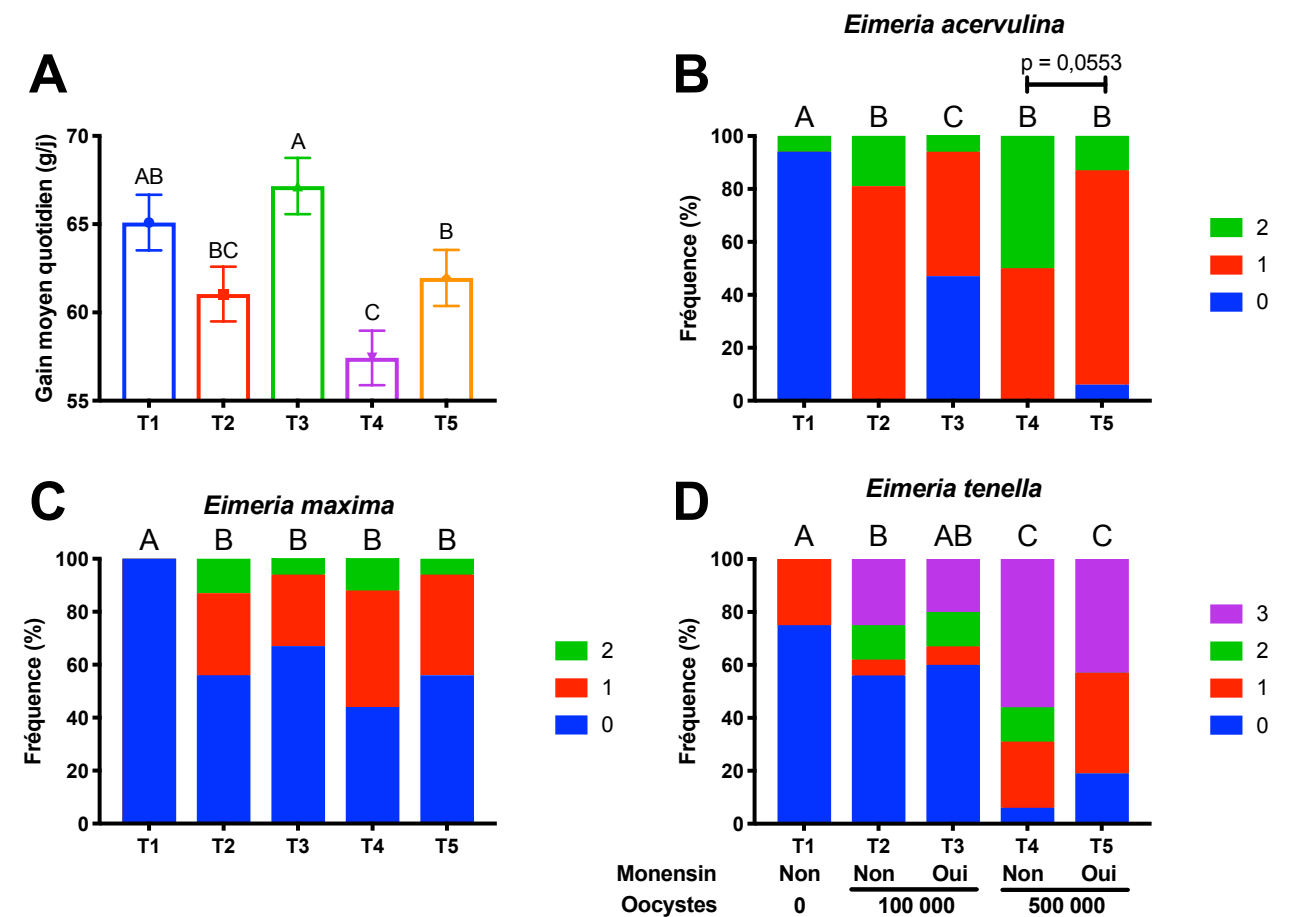 A
Gain moyen quotidien (g/j)
70
65
60
55
AB
BC
A
C
B
T1 T2 T3 T4 T5
B
Eimeria acervulina
p = 0,0553
A B C B B
Fréquence (%)
100
80
60
40
20
0
T1 T2 T3 T4 T5
2
1
0
C
Eimeria maxima
A B B B B
Fréquence (%)
100
80
60
40
20
0
T1 T2 T3 T4 T5
2
1
0
D
Eimeria tenella
A B AB C C
Fréquence (%)
100
80
60
40
20
0
T1 T2 T3 T4 T5
3
2
1
0
Monensin Non Non Oui Non Oui
Oocystes 0 100 000 500 000